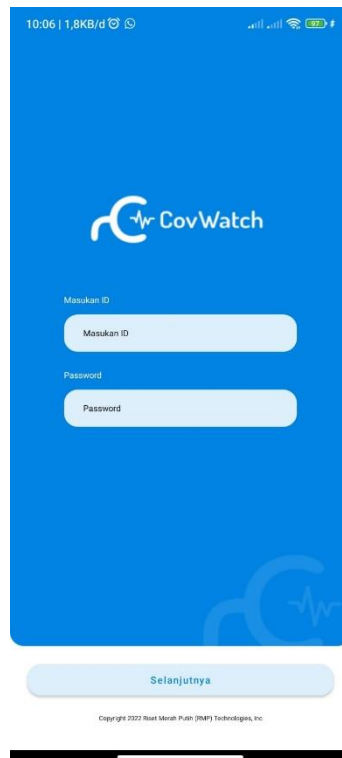 10:06 | 1,8KB/d
97
CovWatch
Masukan ID
Masukan ID
Password
Password
Selanjutnya
Copyright 2022 Riset Merah Putih (RMP) Technologies, Inc